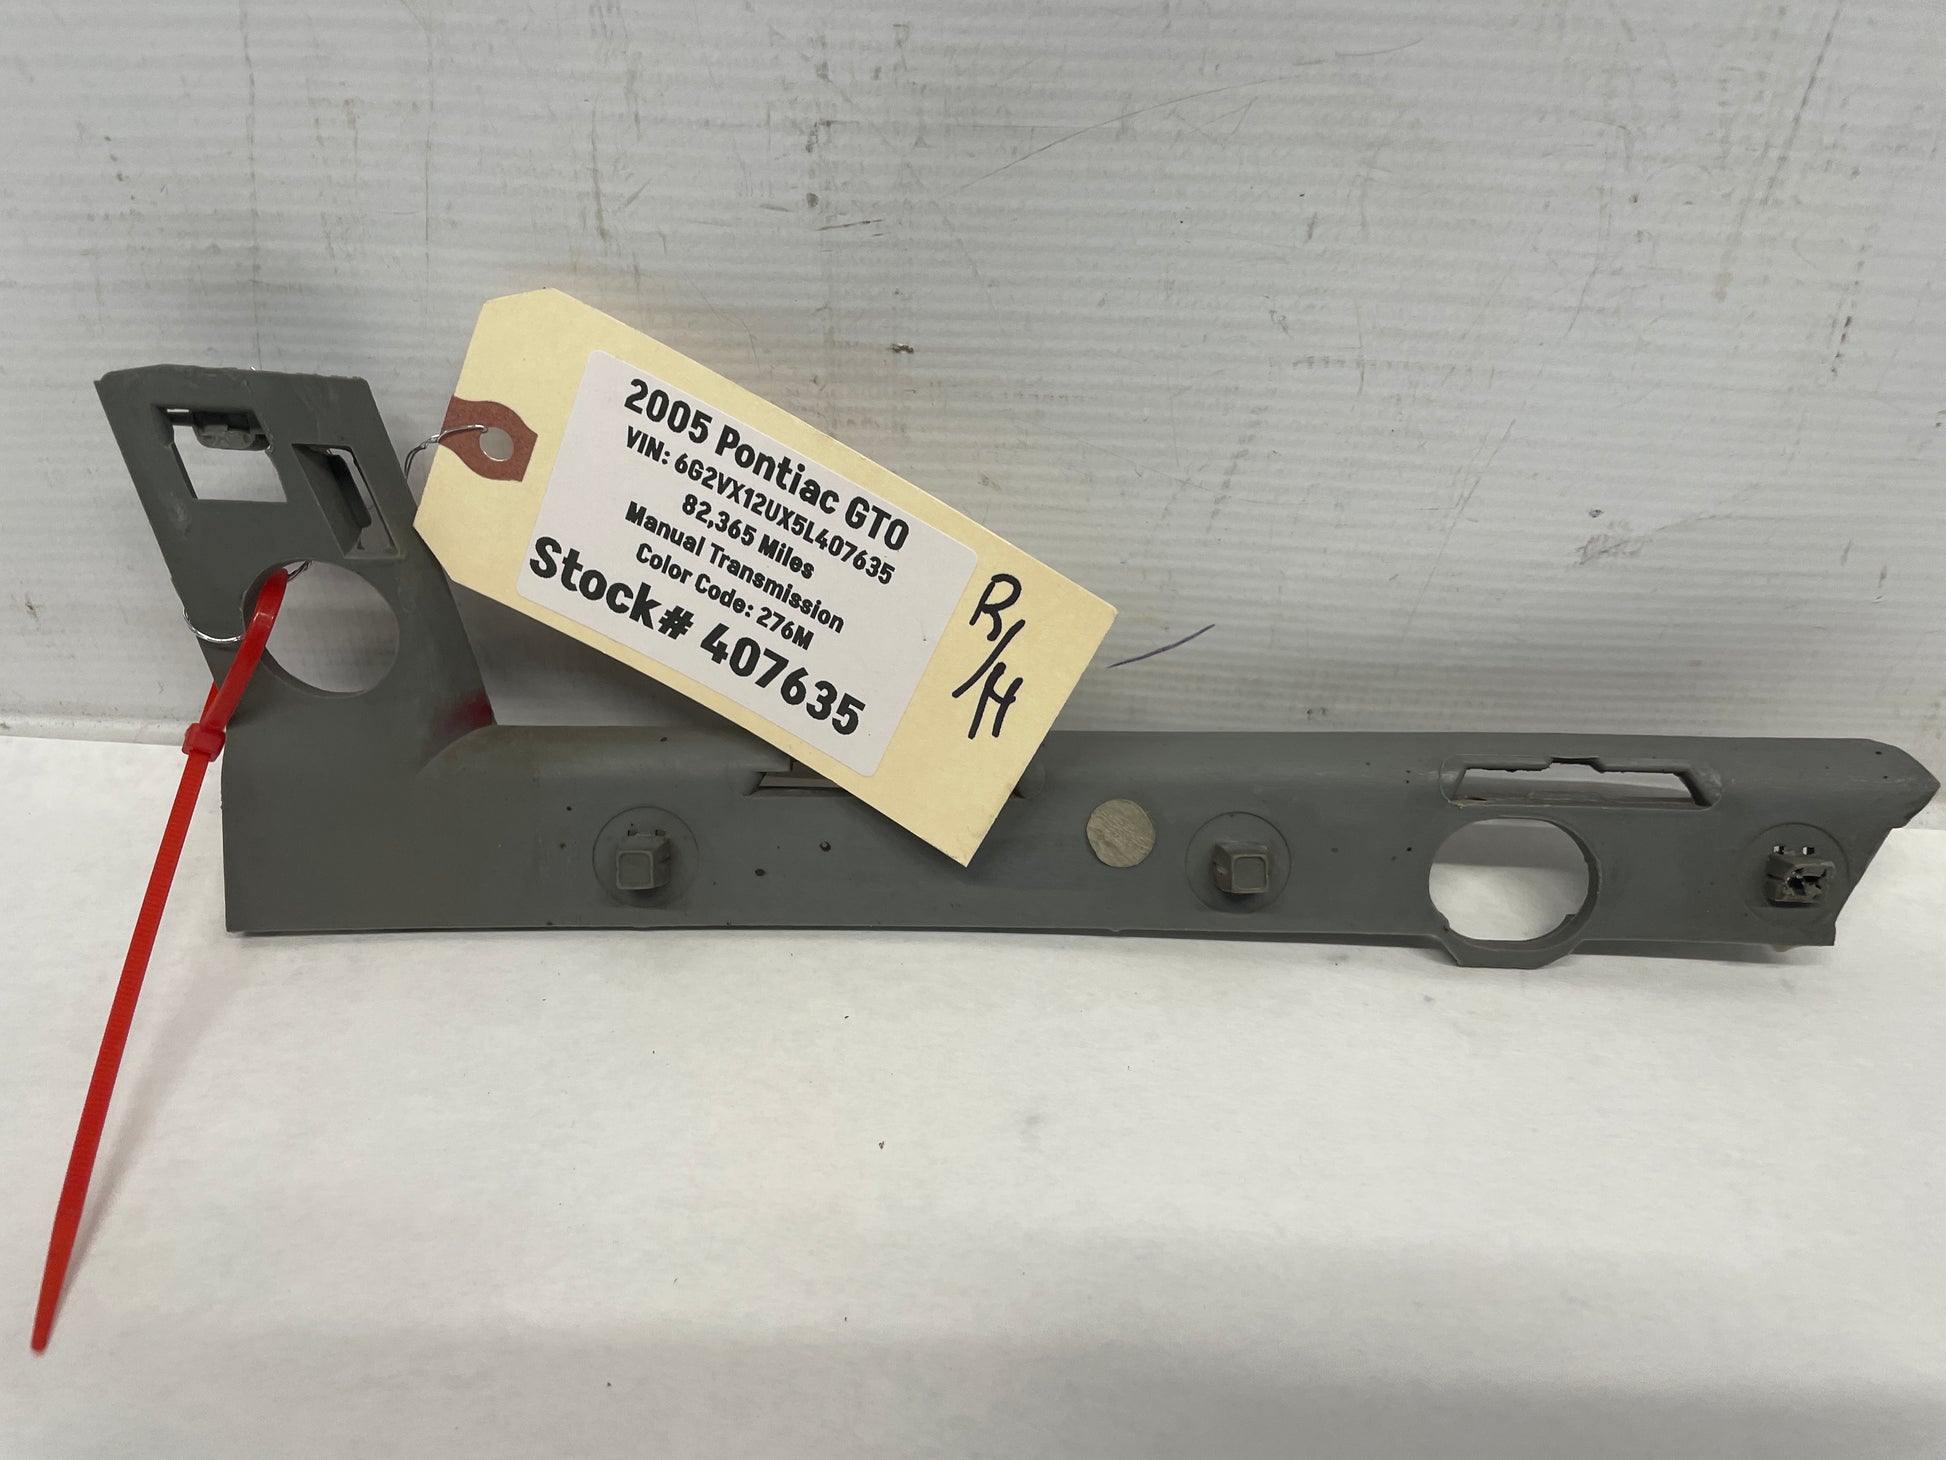 2005 Pontiac GTO
VIN: 6G2VX12UX5L407635
82,365 Miles
Manual Transmission
Color Code: 276M
Stock# 407635
R/H